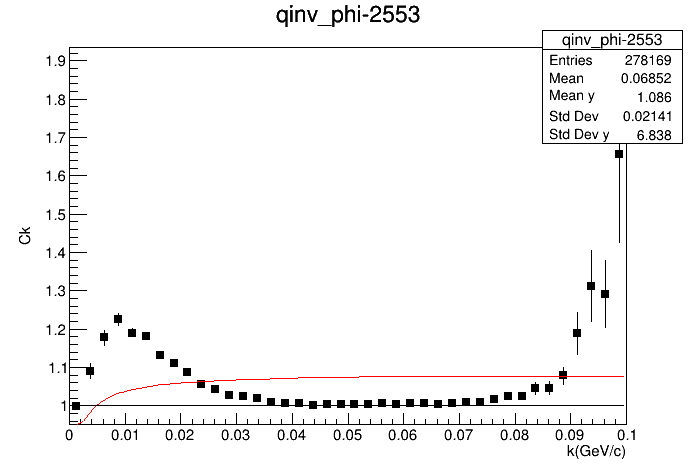 qinv_phi-2553
qinv_phi-2553
Entries 278169
Mean 0.06852
Mean y 1.086
Std Dev 0.02141
Std Dev y 6.838
Ck
1.9
1.8
1.7
1.6
1.5
1.4
1.3
1.2
1.1
1
0 0.01 0.02 0.03 0.04 0.05 0.06 0.07 0.08 0.09 0.1
k(GeV/c)